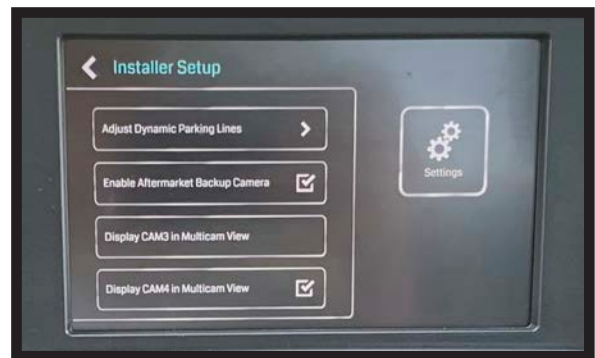 Installer Setup
Adjust Dynamic Parking Lines
Settings
Enable Aftermarket Backup Camera
Display CAM3 in Multicam View
Display CAM4 in Multicam View